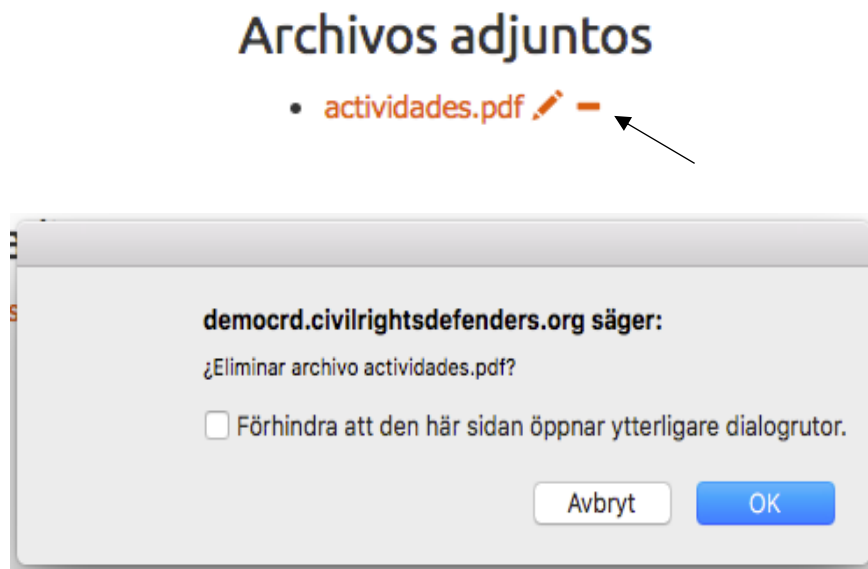 Archivos adjuntos
• actividades.pdf
democrd.civilrightsdefenders.org säger:
¿Eliminar archivo actividades.pdf?
Förhindra att den här sidan öppnar ytterligare dialogrutor.
Avbryt OK